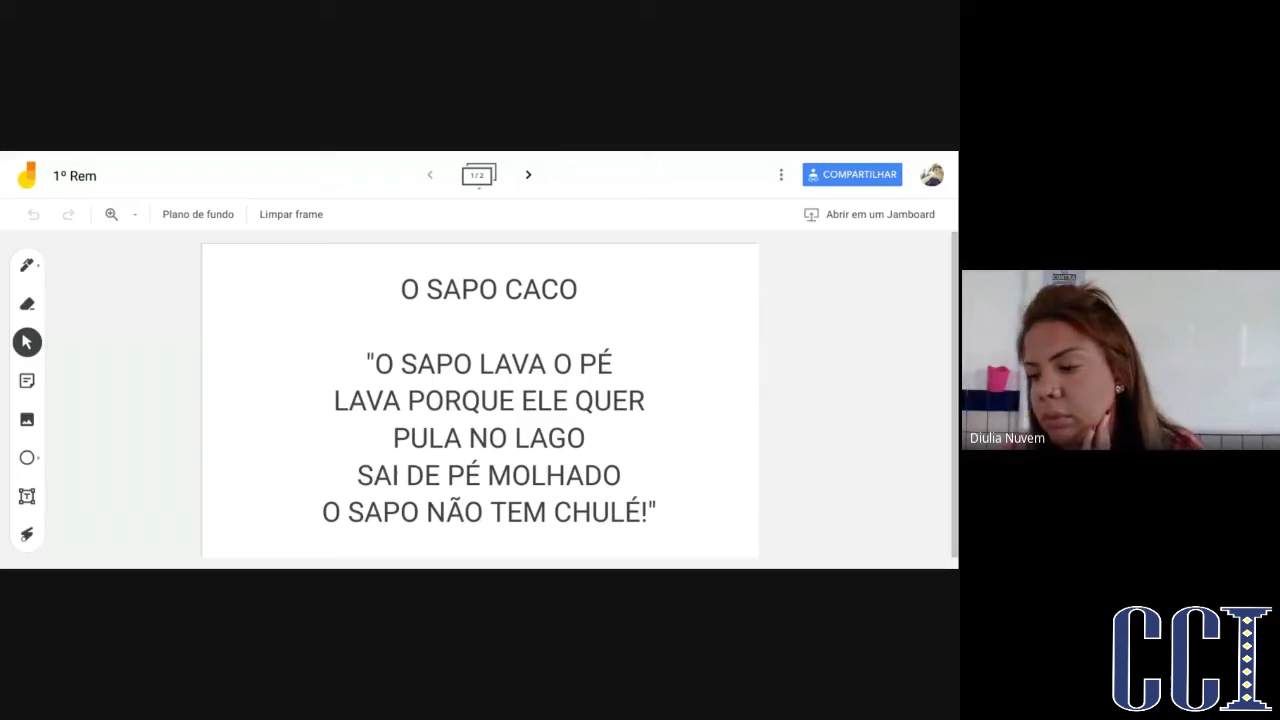 1º Rem
1 / 2
COMPARTILHAR
Plano de fundo
Limpar frame
Abrir em um Jamboard
O SAPO CACO
"O SAPO LAVA O PÉ
LAVA PORQUE ELE QUER
PULA NO LAGO
SAI DE PÉ MOLHADO
O SAPO NÃO TEM CHULÉ!"
Diulia Nuvem
CCI